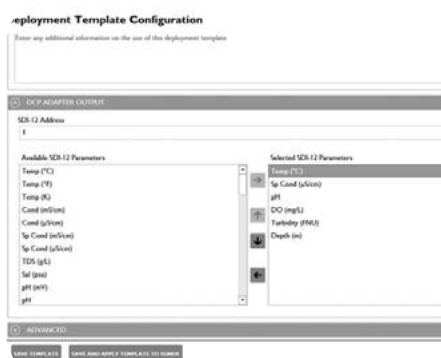 eployment Template Configuration
Enter any additional information on the use of this deployment template
DCP ADAPTER OUTPUT
SDI-12 Address
1
Available SDI-12 Parameters
Temp (°C)
Temp (°F)
Temp (K)
Cond (mS/cm)
Cond (µS/cm)
Sp Cond (mS/cm)
Sp Cond (µS/cm)
TDS (g/L)
Sal (psu)
pH (mV)
pH
Selected SDI-12 Parameters
Temp (°C)
Sp Cond (µS/cm)
pH
DO (mg/L)
Turbidity (FNU)
Depth (m)
ADVANCED
SAVE TEMPLATE
SAVE AND APPLY TEMPLATE TO SONDE